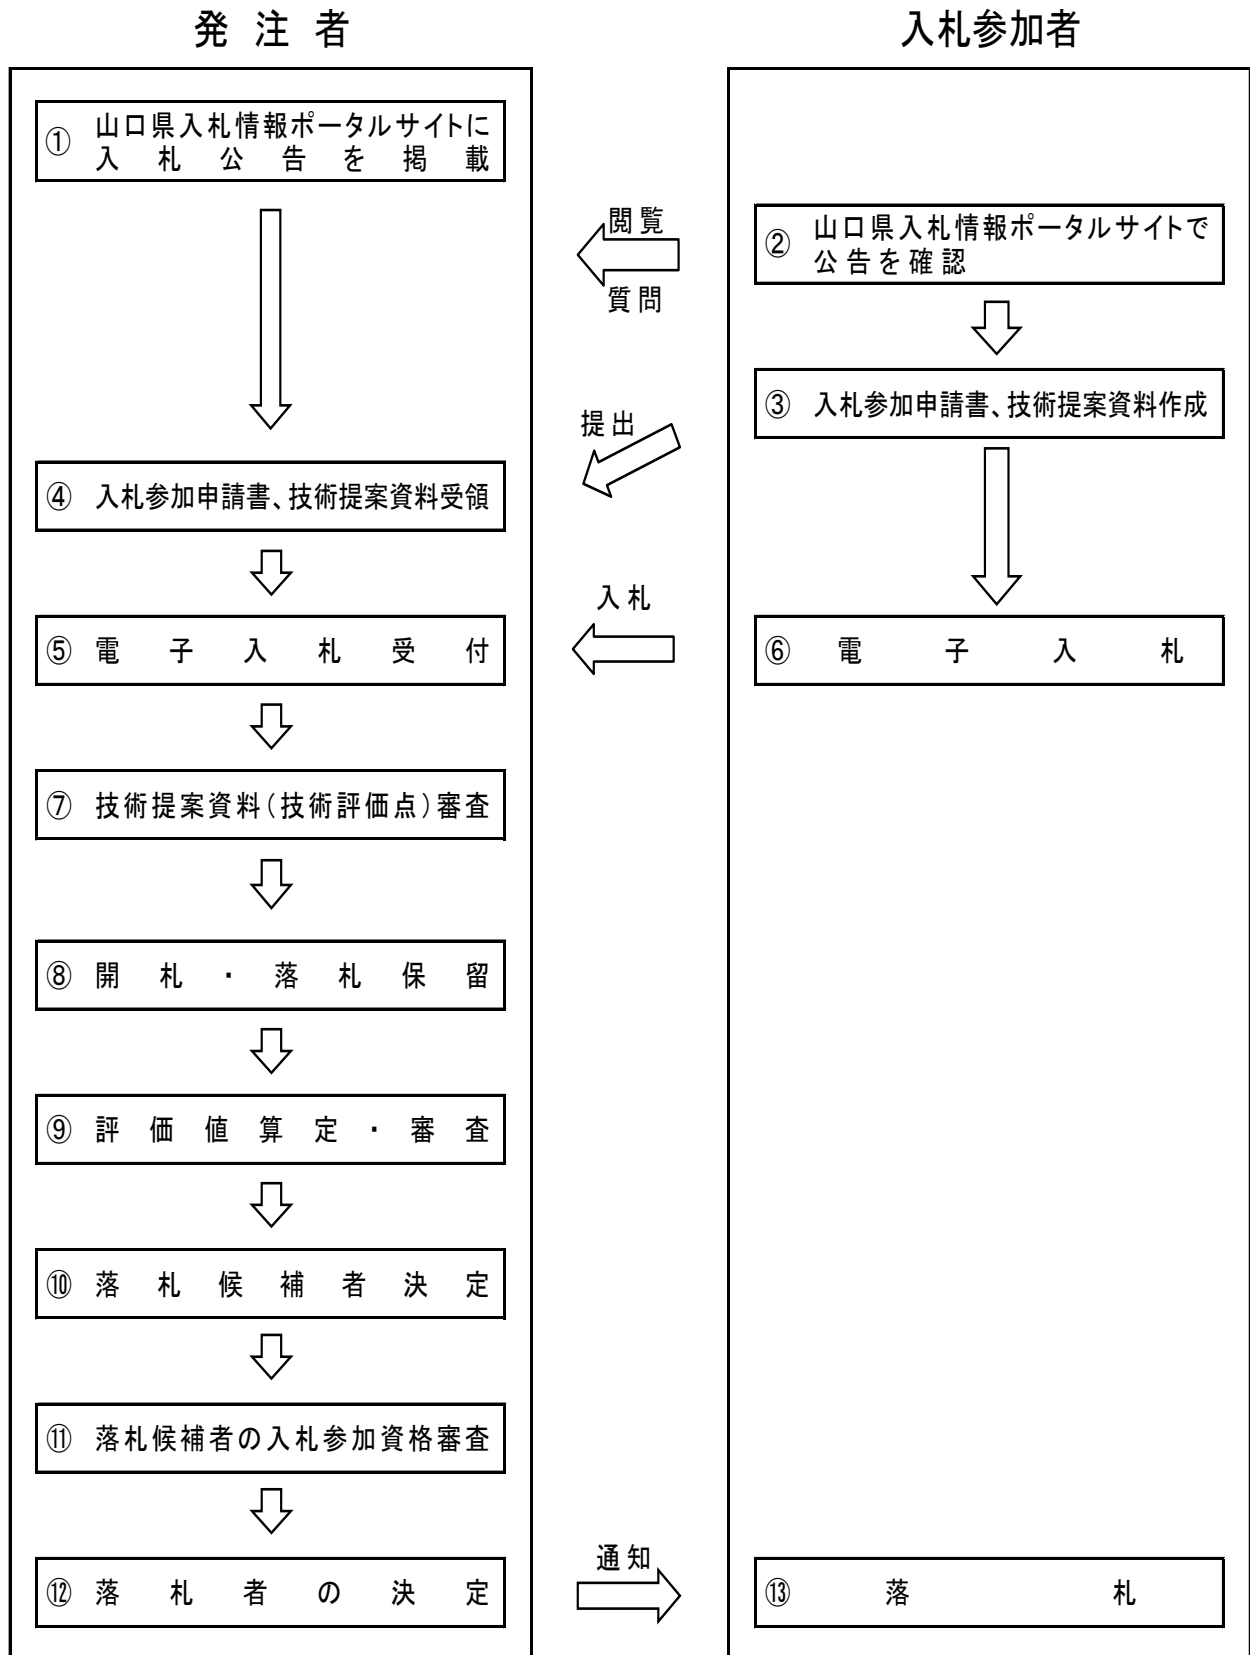 発注者
入札参加者
① 山口県入札情報ポータルサイトに
入札公告を掲載
閲覧
質問
② 山口県入札情報ポータルサイトで
公告を確認
③ 入札参加申請書、技術提案資料作成
提出
④ 入札参加申請書、技術提案資料受領
入札
⑤ 電子入札受付
⑥ 電子入札
⑦ 技術提案資料(技術評価点)審査
⑧ 開札・落札保留
⑨ 評価値算定・審査
⑩ 落札候補者決定
⑪ 落札候補者の入札参加資格審査
通知
⑫ 落札者の決定
⑬ 落札